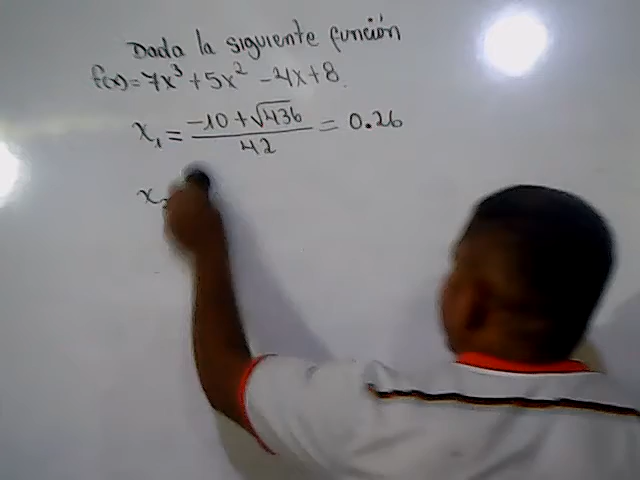 Dada la siguiente función
f(x)=7x³+5x²-4x+8.
x₁ = (-10+√436)/42 = 0.26
x₂